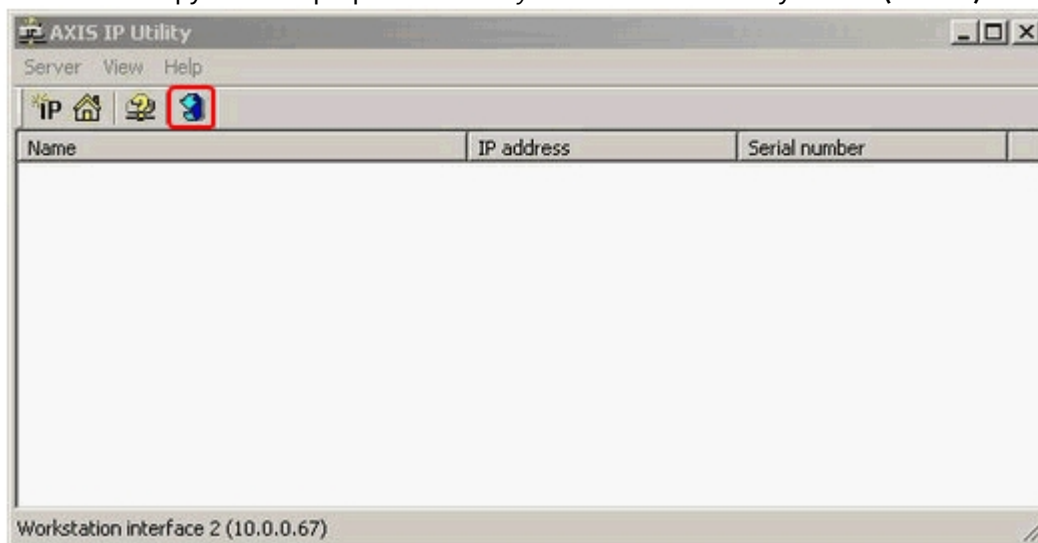 AXIS IP Utility
Server View Help
IP
Name IP address Serial number
Workstation interface 2 (10.0.0.67)